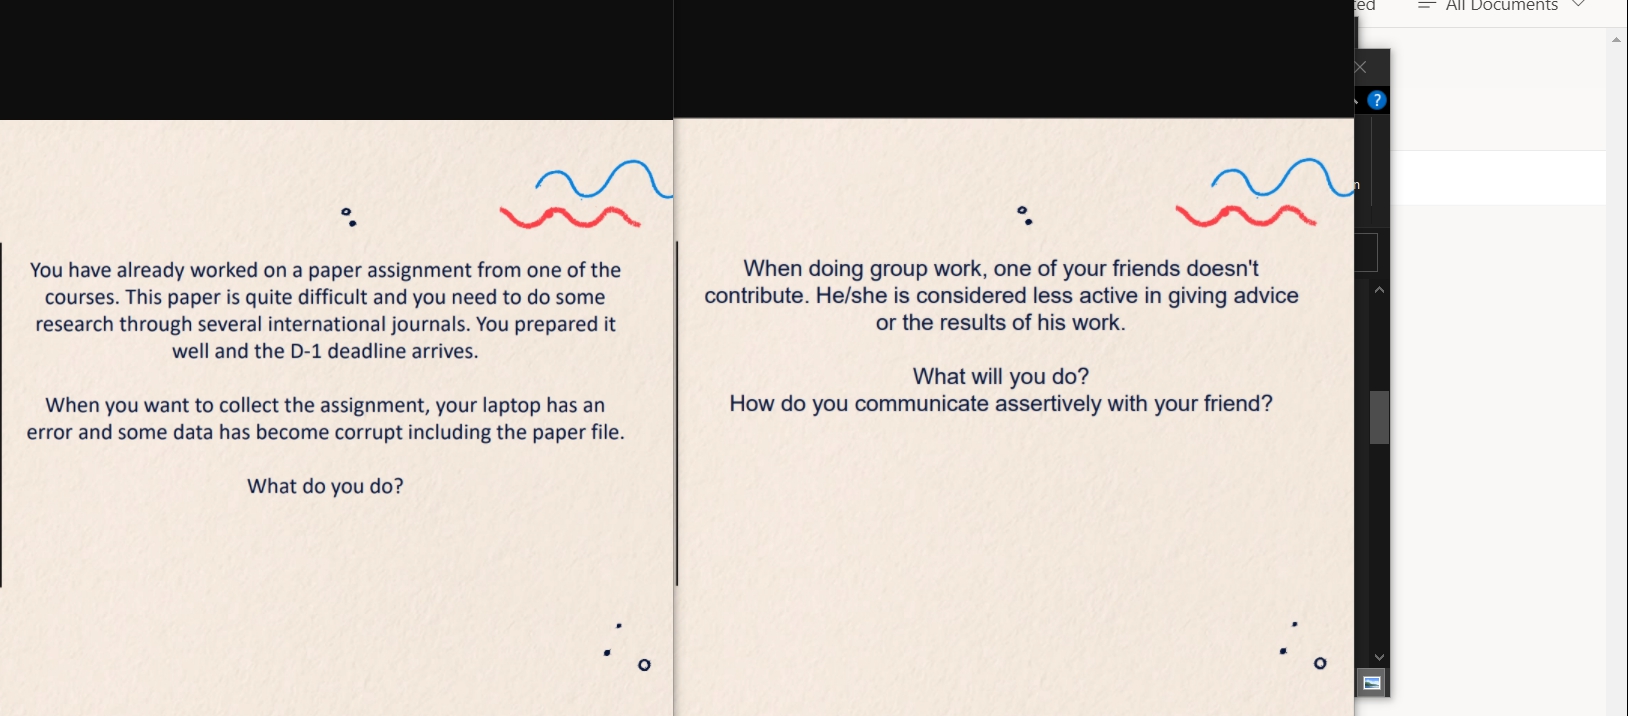 ted
All Documents
?
n
You have already worked on a paper assignment from one of the
courses. This paper is quite difficult and you need to do some
research through several international journals. You prepared it
well and the D-1 deadline arrives.
When you want to collect the assignment, your laptop has an
error and some data has become corrupt including the paper file.
What do you do?
When doing group work, one of your friends doesn't
contribute. He/she is considered less active in giving advice
or the results of his work.
What will you do?
How do you communicate assertively with your friend?